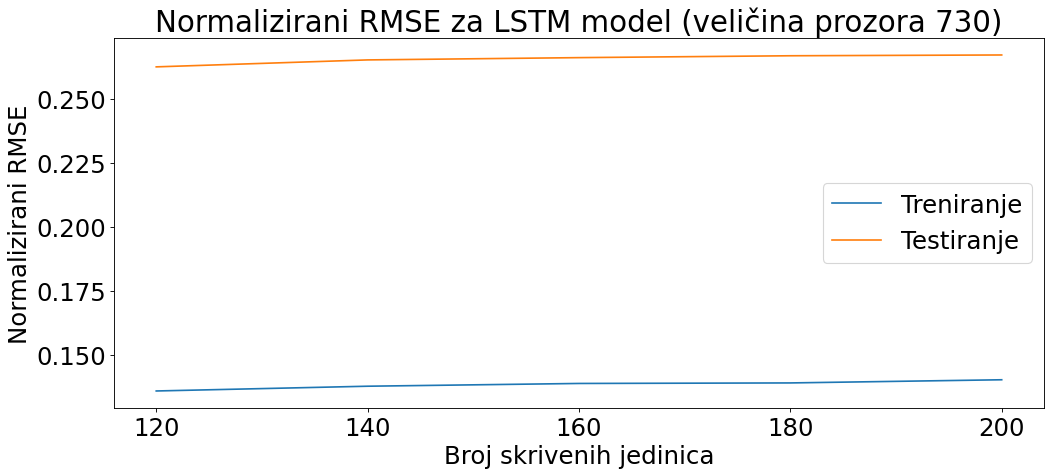 Normalizirani RMSE za LSTM model (veličina prozora 730)
Normalizirani RMSE
0.250
0.225
0.200
0.175
0.150
Treniranje
Testiranje
120 140 160 180 200
Broj skrivenih jedinica